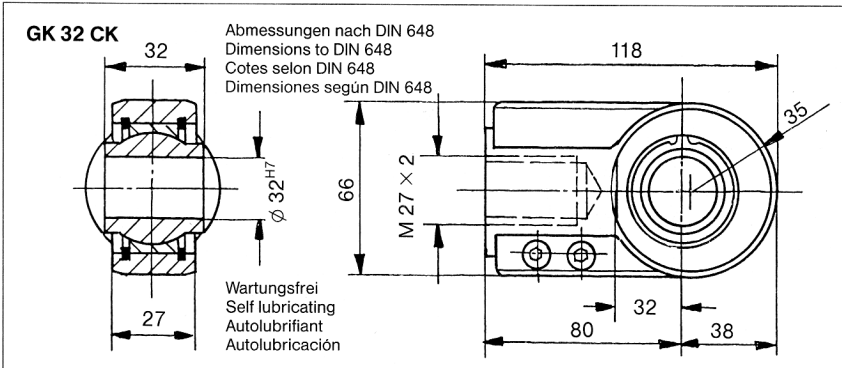 GK 32 CK
Abmessungen nach DIN 648
Dimensions to DIN 648
Cotes selon DIN 648
Dimensiones según DIN 648
32
118
35
66
M 27 × 2
Ø 32H7
27
32
80
38
Wartungsfrei
Self lubricating
Autolubrifiant
Autolubricación